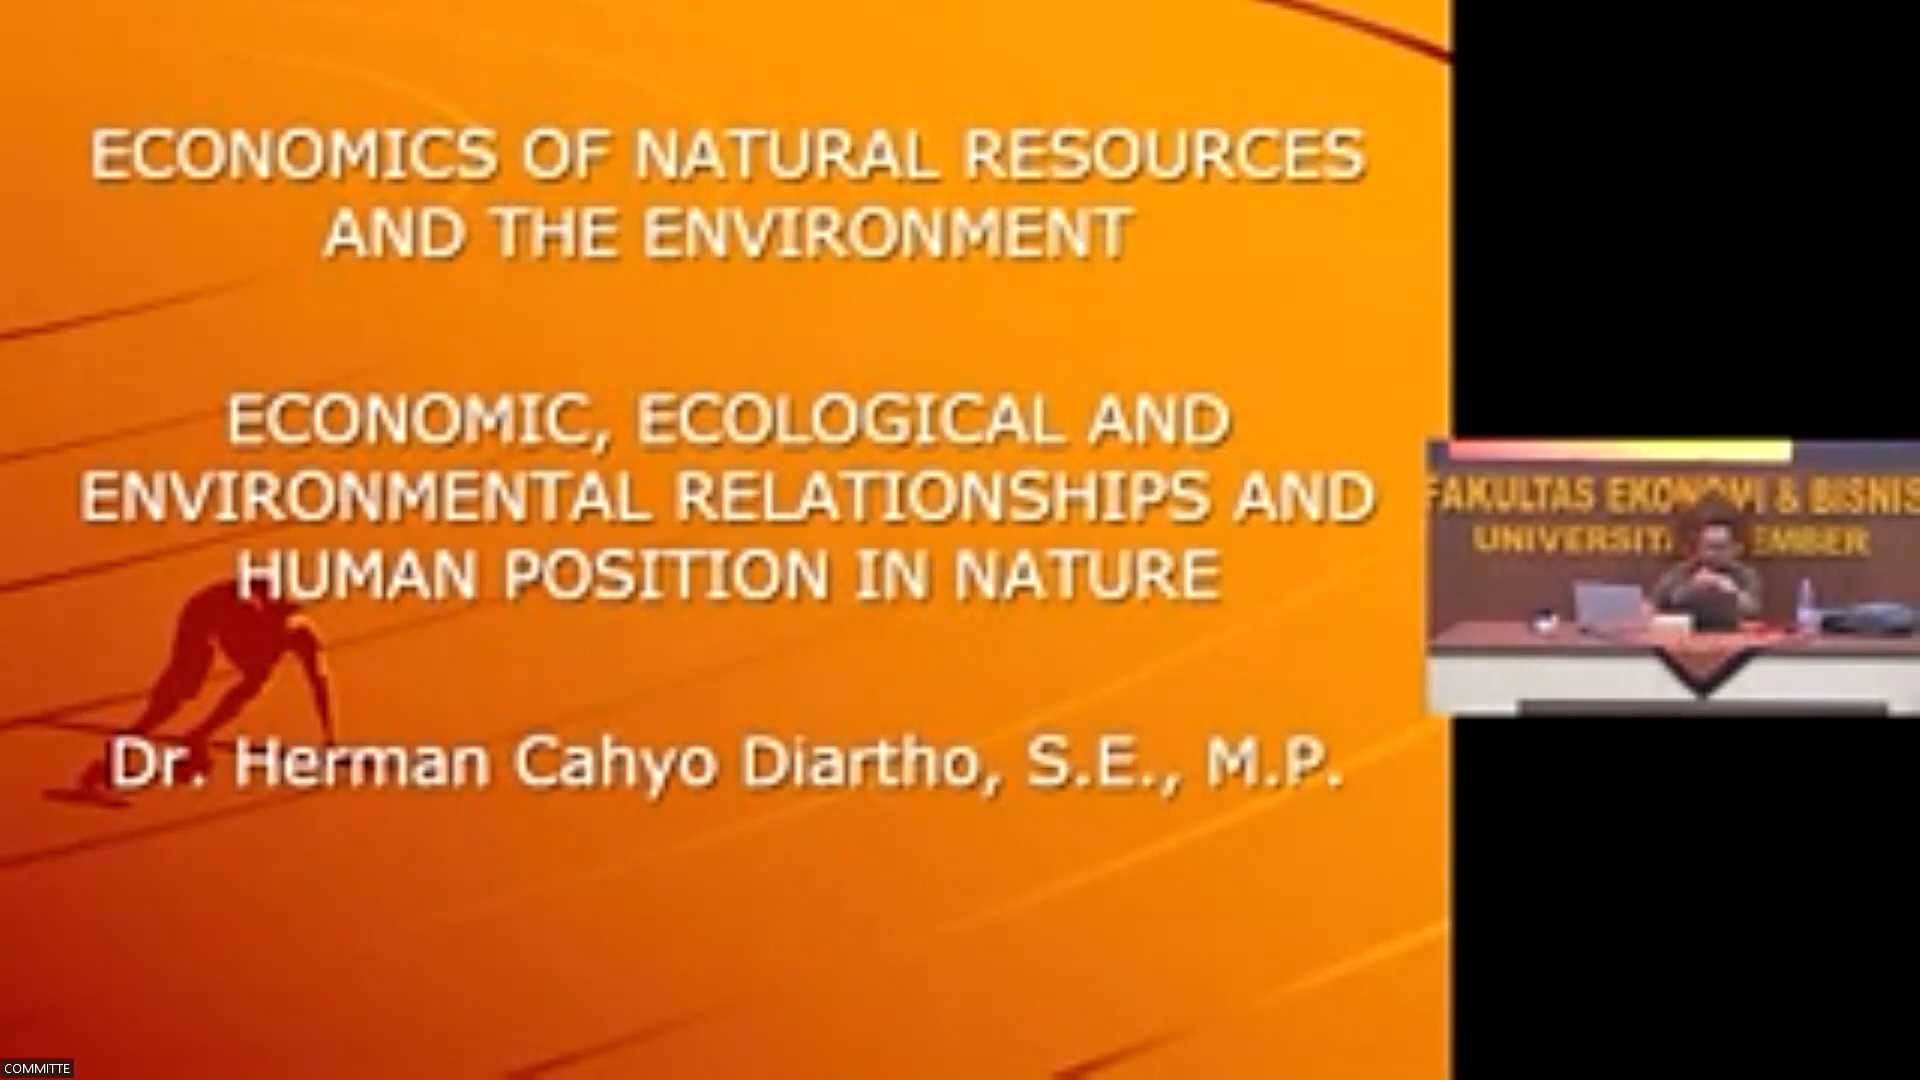 ECONOMICS OF NATURAL RESOURCES
AND THE ENVIRONMENT
ECONOMIC, ECOLOGICAL AND
ENVIRONMENTAL RELATIONSHIPS AND
HUMAN POSITION IN NATURE
Dr. Herman Cahyo Diartho, S.E., M.P.
FAKULTAS & BISNIS
COMMITTE